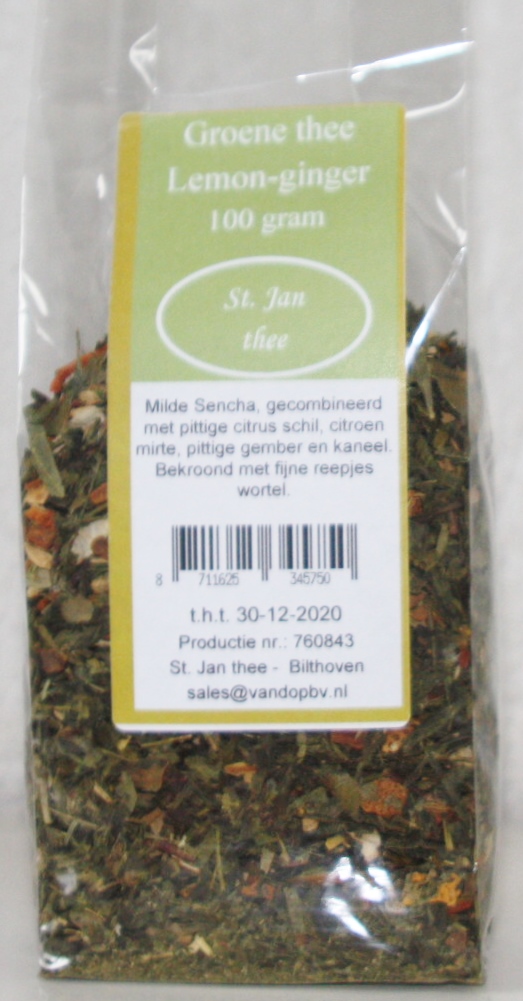 Groene thee
Lemon-ginger
100 gram
St. Jan
thee
Milde Sencha, gecombineerd
met pittige citrus schil, citroen
mirte, pittige gember en kaneel.
Bekroond met fijne reepjes
wortel.
8 711625 345750
t.h.t. 30-12-2020
Productie nr.: 760843
St. Jan thee - Bilthoven
sales@vandopbv.nl